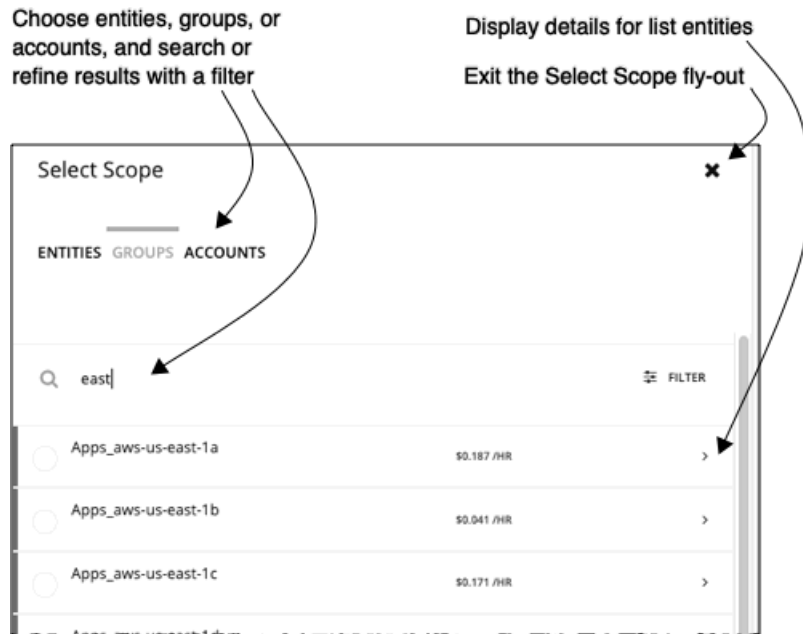 Choose entities, groups, or
accounts, and search or
refine results with a filter
Display details for list entities
Exit the Select Scope fly-out
Select Scope
ENTITIES GROUPS ACCOUNTS
east
FILTER
Apps_aws-us-east-1a
$0.187 /HR
Apps_aws-us-east-1b
$0.041 /HR
Apps_aws-us-east-1c
$0.171 /HR